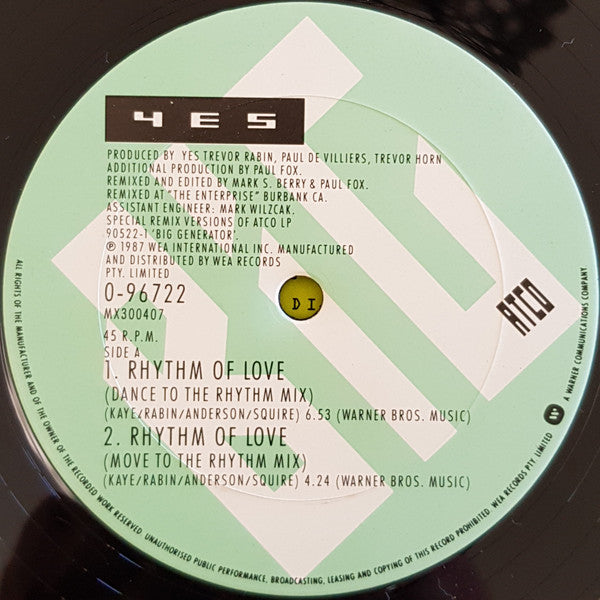 YES
PRODUCED BY YES TREVOR RABIN, PAUL DE VILLIERS, TREVOR HORN
ADDITIONAL PRODUCTION BY PAUL FOX.
REMIXED AND EDITED BY MARK S. BERRY & PAUL FOX.
REMIXED AT "THE ENTERPRISE" BURBANK CA.
ASSISTANT ENGINEER: MARK WILZCAK.
SPECIAL REMIX VERSIONS OF ATCO LP
90522-1 'BIG GENERATOR'.
℗ 1987 WEA INTERNATIONAL INC. MANUFACTURED
AND DISTRIBUTED BY WEA RECORDS
PTY. LIMITED
0-96722
MX300407
D I
ATCO
45 R.P.M.
SIDE A
1. RHYTHM OF LOVE
(DANCE TO THE RHYTHM MIX)
(KAYE/RABIN/ANDERSON/SQUIRE) 6.53 (WARNER BROS. MUSIC)
2. RHYTHM OF LOVE
(MOVE TO THE RHYTHM MIX)
(KAYE/RABIN/ANDERSON/SQUIRE) 4.24 (WARNER BROS. MUSIC)
ALL RIGHTS OF THE MANUFACTURER AND OF THE OWNER OF THE RECORDED WORK RESERVED. UNAUTHORISED PUBLIC PERFORMANCE, BROADCASTING, LEASING AND COPYING OF THIS RECORD PROHIBITED. WEA RECORDS PTY. LIMITED
A WARNER COMMUNICATIONS COMPANY